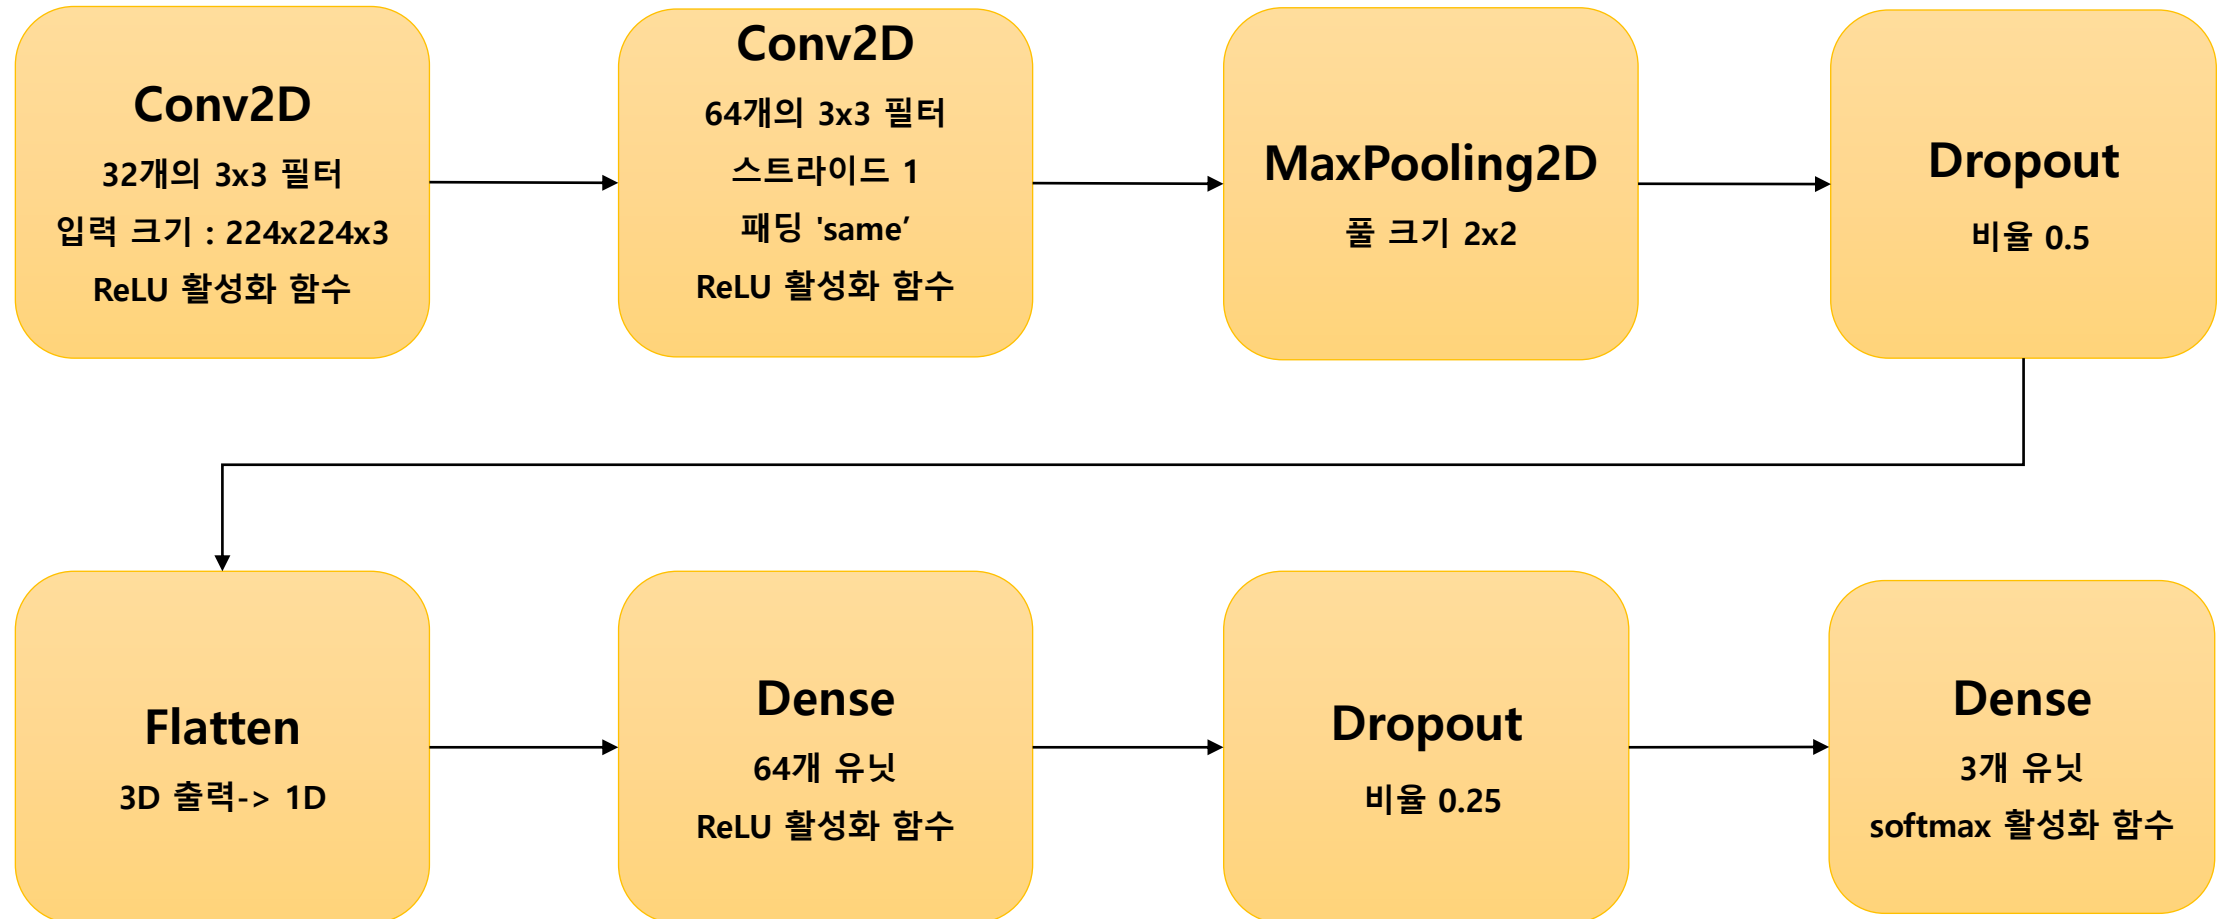 Conv2D
32개의 3x3 필터
입력 크기 : 224x224x3
ReLU 활성화 함수
Conv2D
64개의 3x3 필터
스트라이드 1
패딩 'same’
ReLU 활성화 함수
MaxPooling2D
풀 크기 2x2
Dropout
비율 0.5
Flatten
3D 출력-> 1D
Dense
64개 유닛
ReLU 활성화 함수
Dropout
비율 0.25
Dense
3개 유닛
softmax 활성화 함수